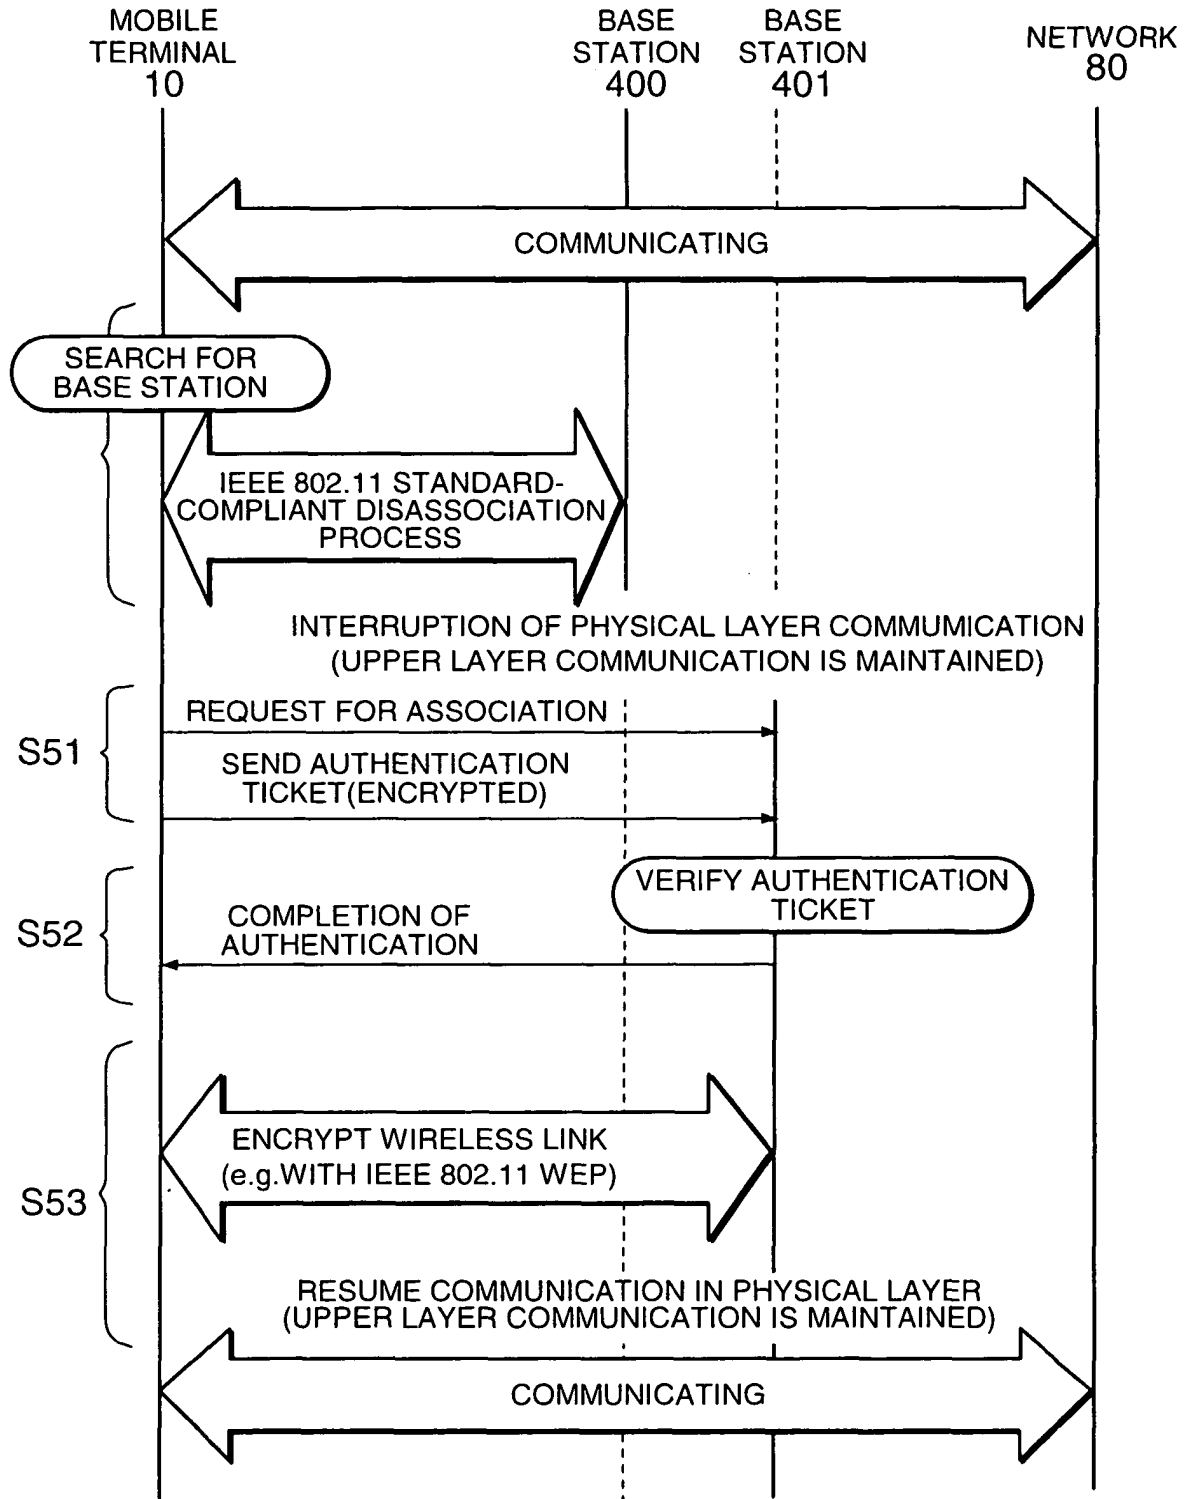 MOBILE
TERMINAL
10
BASE
STATION
400
BASE
STATION
401
NETWORK
80
COMMUNICATING
SEARCH FOR
BASE STATION
IEEE 802.11 STANDARD-
COMPLIANT DISASSOCIATION
PROCESS
INTERRUPTION OF PHYSICAL LAYER COMMUMICATION
(UPPER LAYER COMMUNICATION IS MAINTAINED)
S51
REQUEST FOR ASSOCIATION
SEND AUTHENTICATION
TICKET(ENCRYPTED)
VERIFY AUTHENTICATION
TICKET
S52
COMPLETION OF
AUTHENTICATION
S53
ENCRYPT WIRELESS LINK
(e.g.WITH IEEE 802.11 WEP)
RESUME COMMUNICATION IN PHYSICAL LAYER
(UPPER LAYER COMMUNICATION IS MAINTAINED)
COMMUNICATING